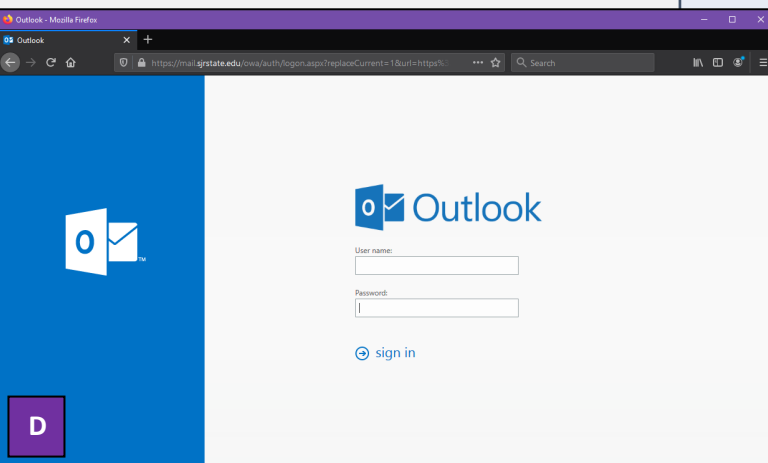 Outlook - Mozilla Firefox
Outlook
https://mail.sjrstate.edu/owa/auth/logon.aspx?replaceCurrent=1&url=https%
Search
Outlook
User name:
TM
Password:
sign in
D